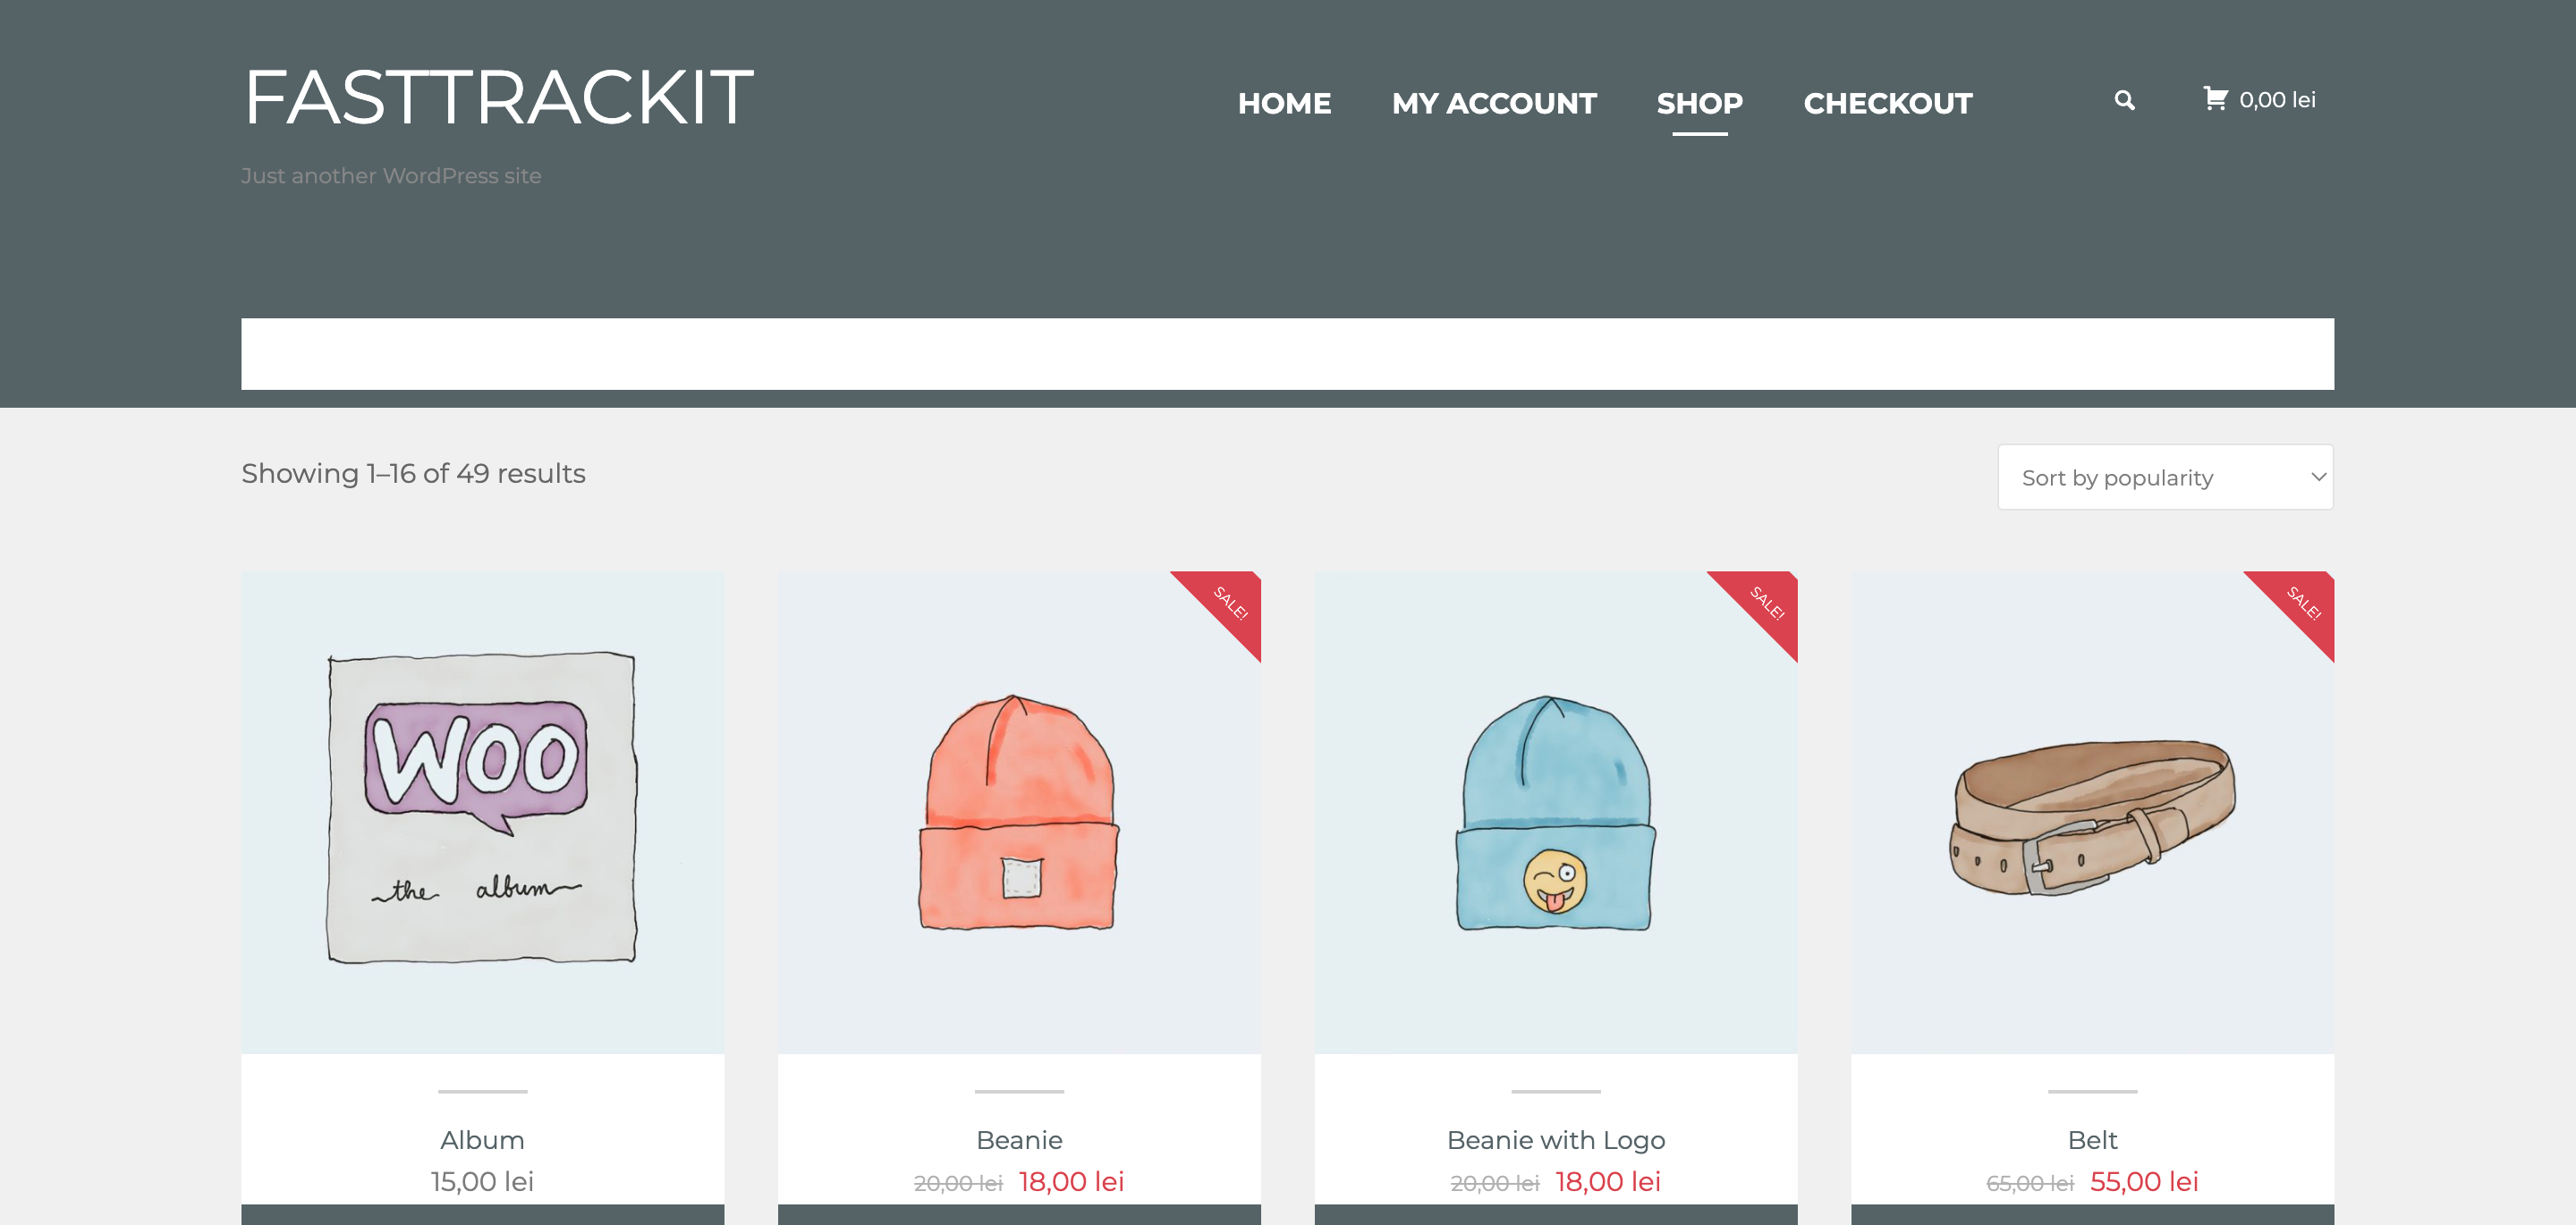 FASTTRACKIT
HOME MY ACCOUNT SHOP CHECKOUT 0,00 lei
Just another WordPress site
Showing 1–16 of 49 results
Sort by popularity
SALE!
SALE!
SALE!
WOO
the album
Album
15,00 lei
Beanie
20,00 lei 18,00 lei
Beanie with Logo
20,00 lei 18,00 lei
Belt
65,00 lei 55,00 lei